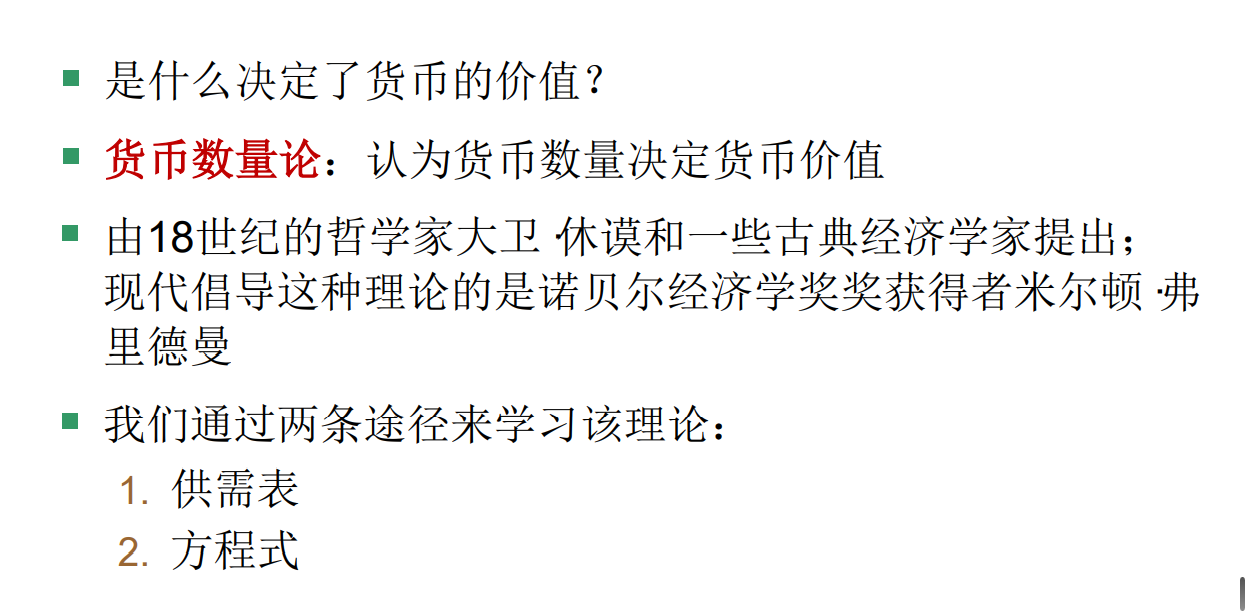 是什么决定了货币的价值？
货币数量论：认为货币数量决定货币价值
由18世纪的哲学家大卫·休谟和一些古典经济学家提出；
现代倡导这种理论的是诺贝尔经济学奖奖获得者米尔顿·弗
里德曼
我们通过两条途径来学习该理论：
1. 供需表
2. 方程式